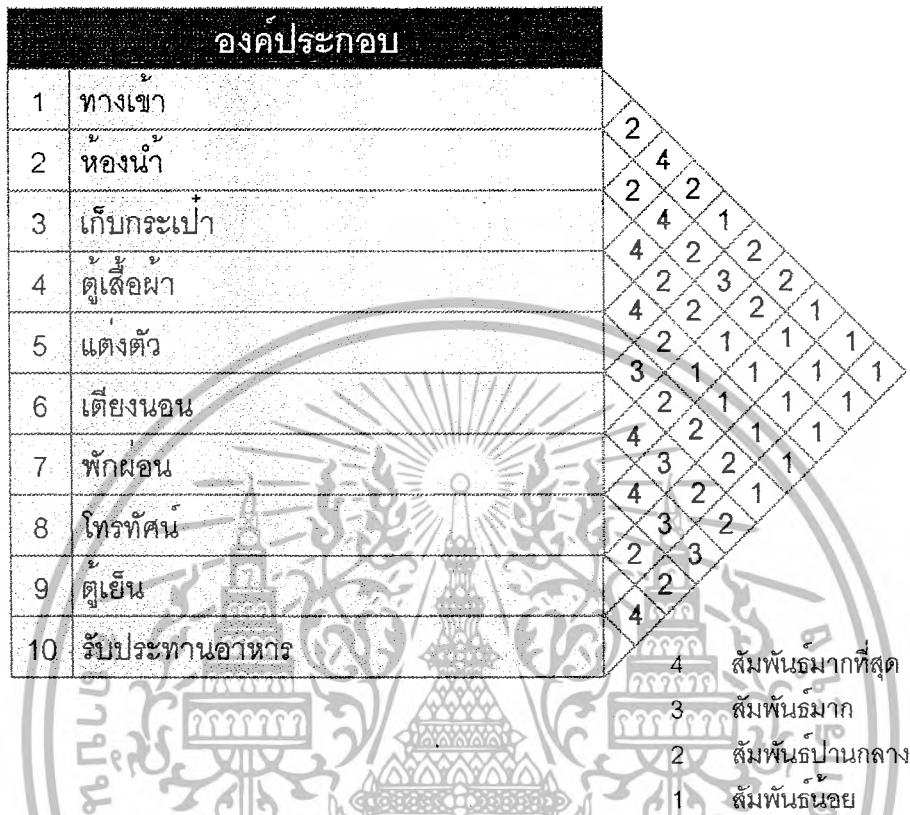 องค์ประกอบ
1 ทางเข้า
2
2 ห้องน้ำ 4
2 2
3 เก็บกระเป๋า 4 1
4 2 2
4 ตู้เสื้อผ้า 2 3 2
4 2 2 1
5 แต่งตัว 2 1 1 1
3 1 1 1 1
6 เตียงนอน 2 1 1 1
4 2 1 1
7 พักผ่อน 3 2 1
4 2 1
8 โทรทัศน์ 3 2
2 3
9 ตู้เย็น 2
4
10 รับประทานอาหาร
4 สัมพันธ์มากที่สุด
3 สัมพันธ์มาก
2 สัมพันธ์ปานกลาง
1 สัมพันธ์น้อย